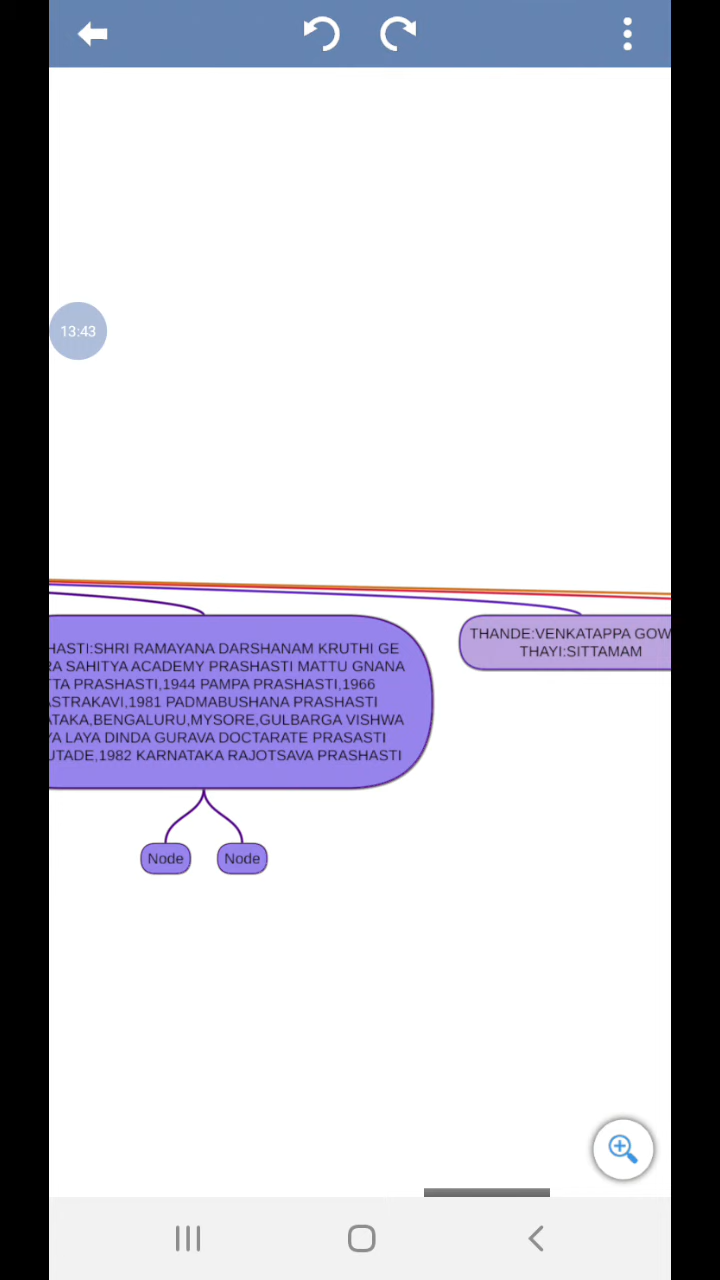 13:43
HASTI:SHRI RAMAYANA DARSHANAM KRUTHI GE
RA SAHITYA ACADEMY PRASHASTI MATTU GNANA
TTA PRASHASTI,1944 PAMPA PRASHASTI,1966
ASTRAKAVI,1981 PADMABUSHANA PRASHASTI
ATAKA,BENGALURU,MYSORE,GULBARGA VISHWA
YA LAYA DINDA GURAVA DOCTARATE PRASASTI
UTADE,1982 KARNATAKA RAJOTSAVA PRASHASTI
THANDE:VENKATAPPA GOW
THAYI:SITTAMAM
Node
Node